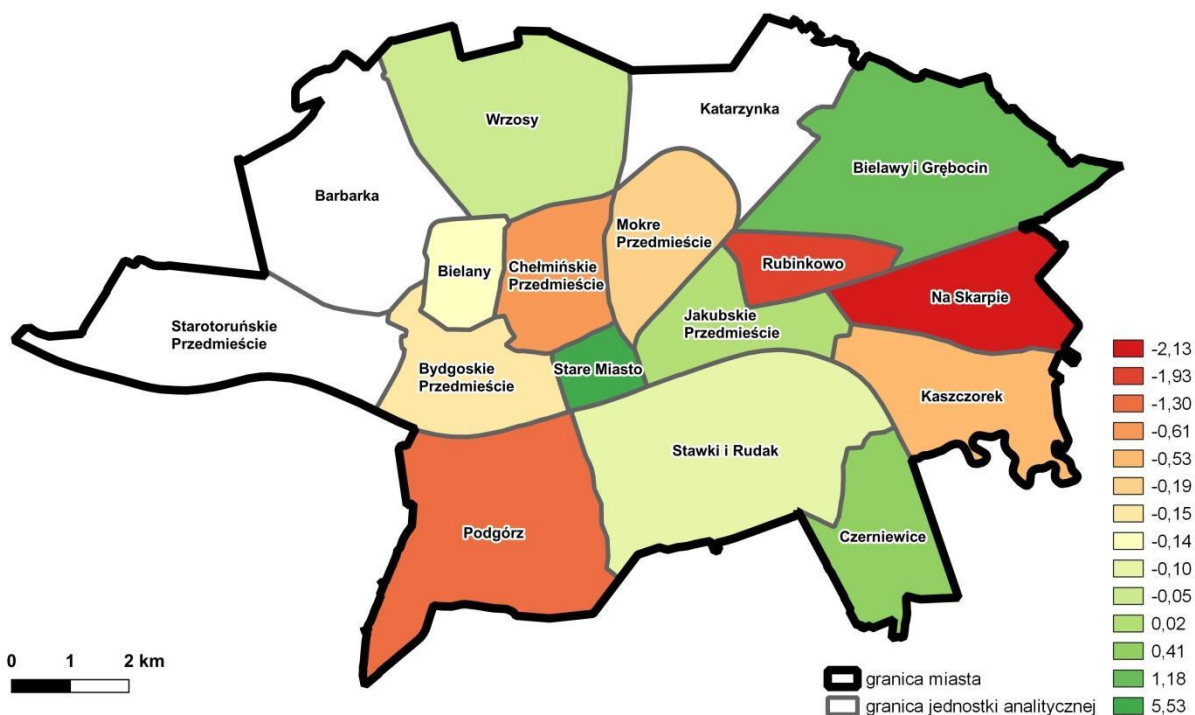 Wrzosy
Katarzynka
Bielawy i Grębocin
Barbarka
Mokre
Przedmieście
Bielany
Chełmińskie
Przedmieście
Rubinkowo
Na Skarpie
Starotoruńskie
Przedmieście
Jakubskie
Przedmieście
Bydgoskie
Przedmieście
Stare Miasto
Kaszczorek
Stawki i Rudak
Podgórz
Czerniewice
-2,13
-1,93
-1,30
-0,61
-0,53
-0,19
-0,15
-0,14
-0,10
-0,05
0,02
0,41
1,18
5,53
0 1 2 km
granica miasta
granica jednostki analitycznej